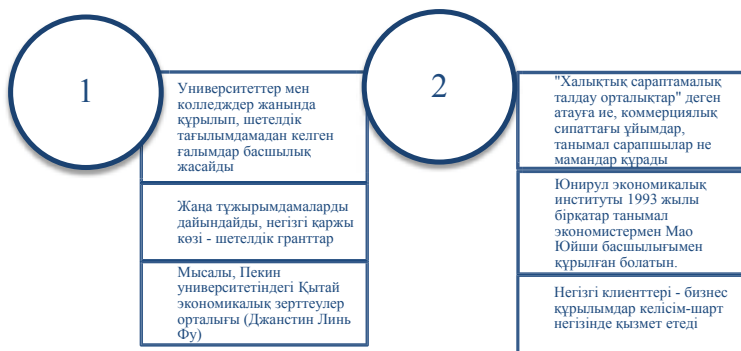 1
Университеттер мен
колледждер жанында
құрылып, шетелдік
тағылымдамадан келген
ғалымдар басшылық
жасайды
Жаңа тұжырымдамаларды
дайындайды, негізгі қаржы
көзі - шетелдік гранттар
Мысалы, Пекин
университетіндегі Қытай
экономикалық зерттеулер
орталығы (Джанстин Линь
Фу)
2
"Халықтық сараптамалық
талдау орталықтар" деген
атауға ие, коммерциялық
сипаттағы ұйымдар,
танымал сарапшылар не
мамандар құрады
Юнирул экономикалық
институты 1993 жылы
бірқатар танымал
экономистермен Мао
Юйши басшылығымен
құрылған болатын.
Негізгі клиенттері - бизнес
құрылымдар келісім-шарт
негізінде қызмет етеді